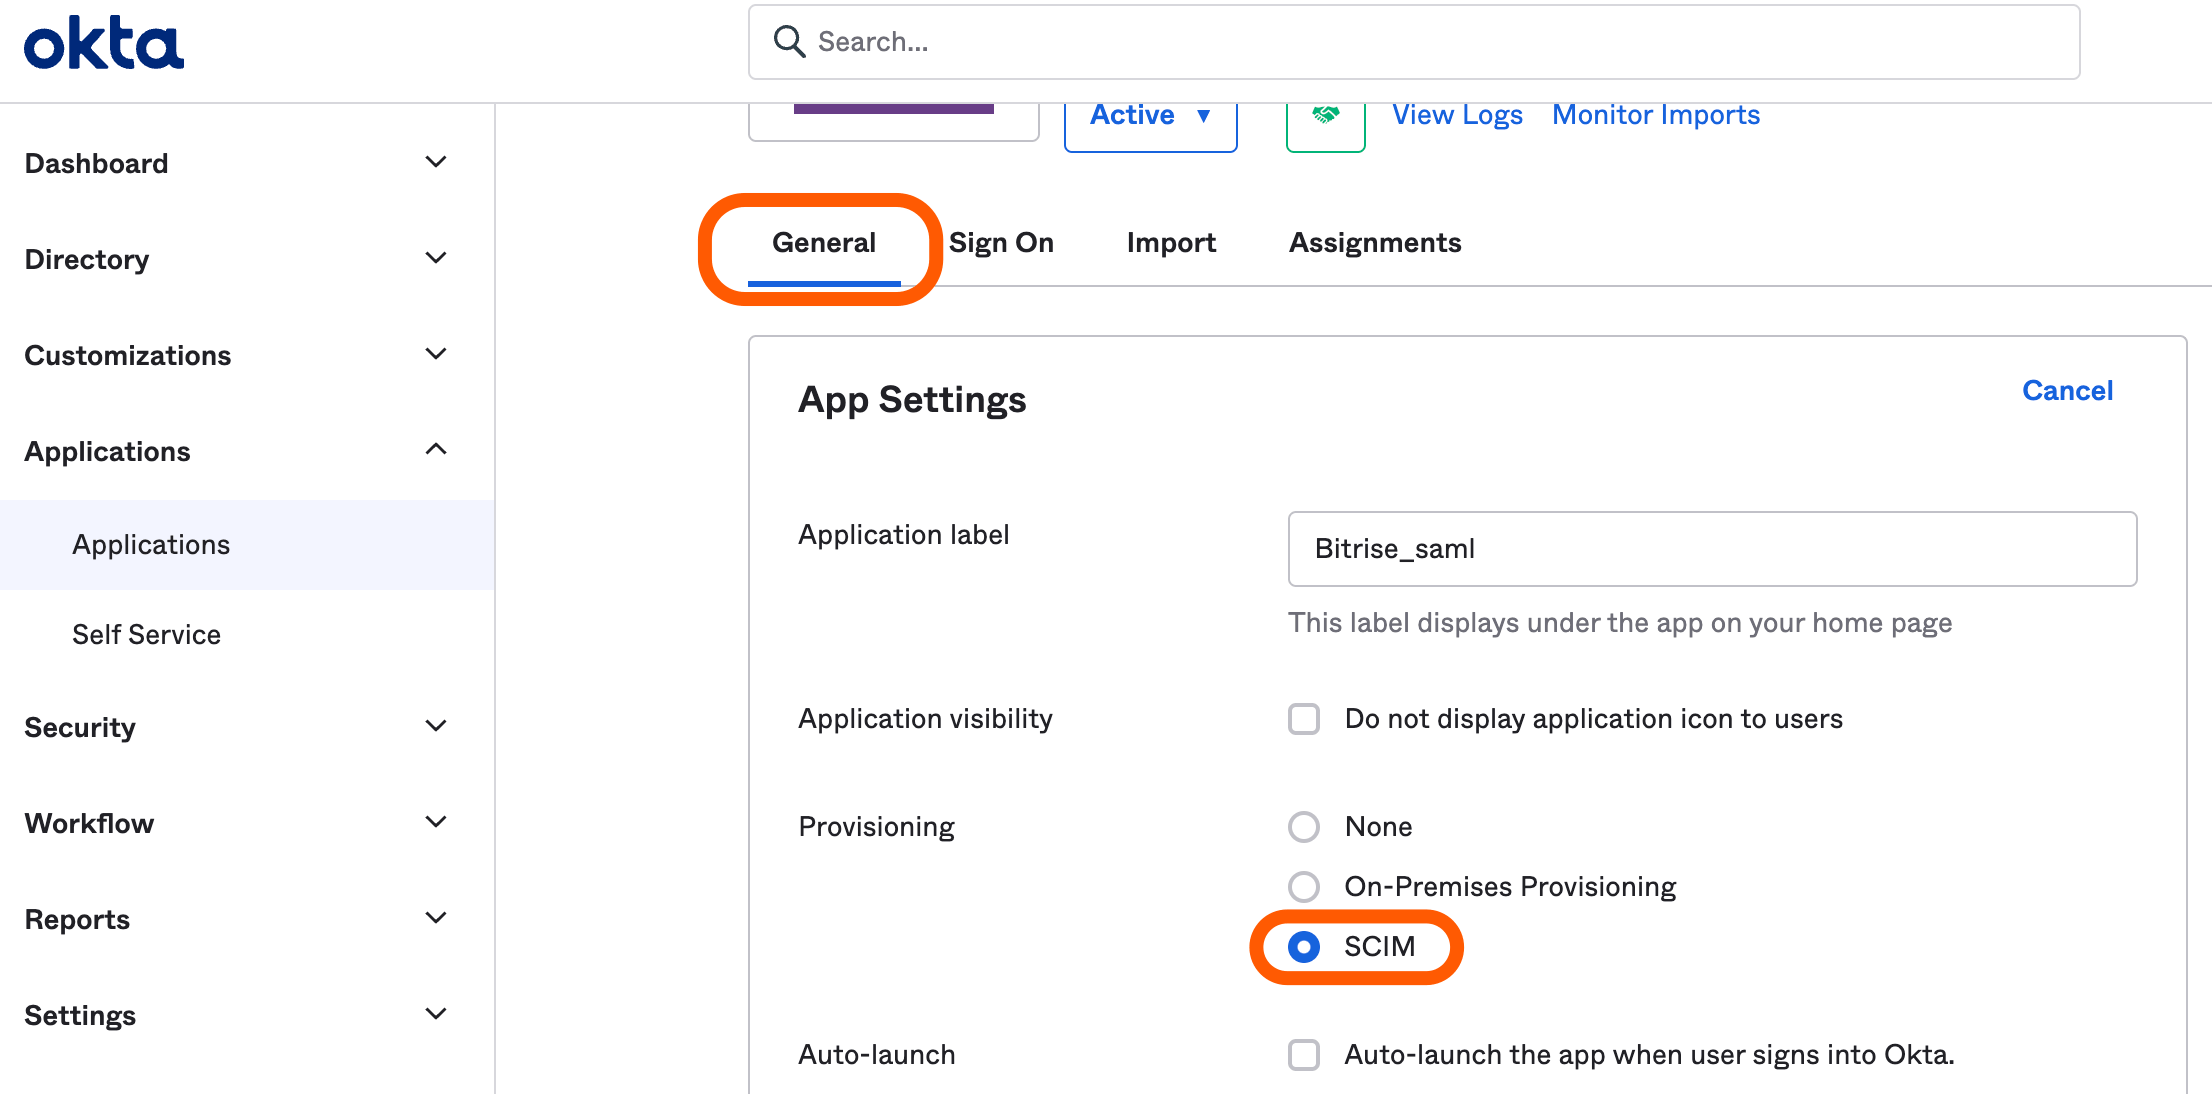 okta
Search...
Active ▼
View Logs
Monitor Imports
Dashboard
Directory
Customizations
Applications
Applications
Self Service
Security
Workflow
Reports
Settings
General
Sign On
Import
Assignments
App Settings
Cancel
Application label
Bitrise_saml
This label displays under the app on your home page
Application visibility
Do not display application icon to users
Provisioning
None
On-Premises Provisioning
SCIM
Auto-launch
Auto-launch the app when user signs into Okta.